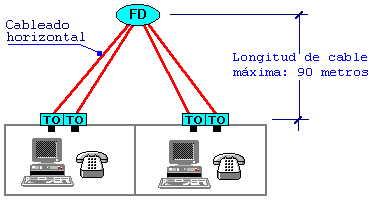 FD
Cableado
horizontal
Longitud de cable
máxima: 90 metros
TO TO TO TO